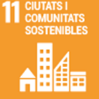 11 CIUTATS I
COMUNITATS
SOSTENIBLES